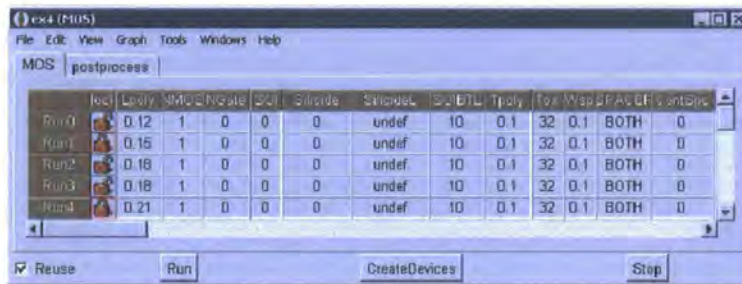 ex4 (MOS)
File Edit View Graph Tools Windows Help
MOS postprocess
Lpoly NMOS NGate SOI Silicide SilicideL Tpoly Tox Wsp SPACER
Run0 0.12 1 0 0 0 undef 10 0.1 32 0.1 BOTH 0
Run1 0.15 1 0 0 0 undef 10 0.1 32 0.1 BOTH 0
Run2 0.18 1 0 0 0 undef 10 0.1 32 0.1 BOTH 0
Run3 0.18 1 0 0 0 undef 10 0.1 32 0.1 BOTH 0
Run4 0.21 1 0 0 0 undef 10 0.1 32 0.1 BOTH 0
Reuse Run CreateDevices Stop